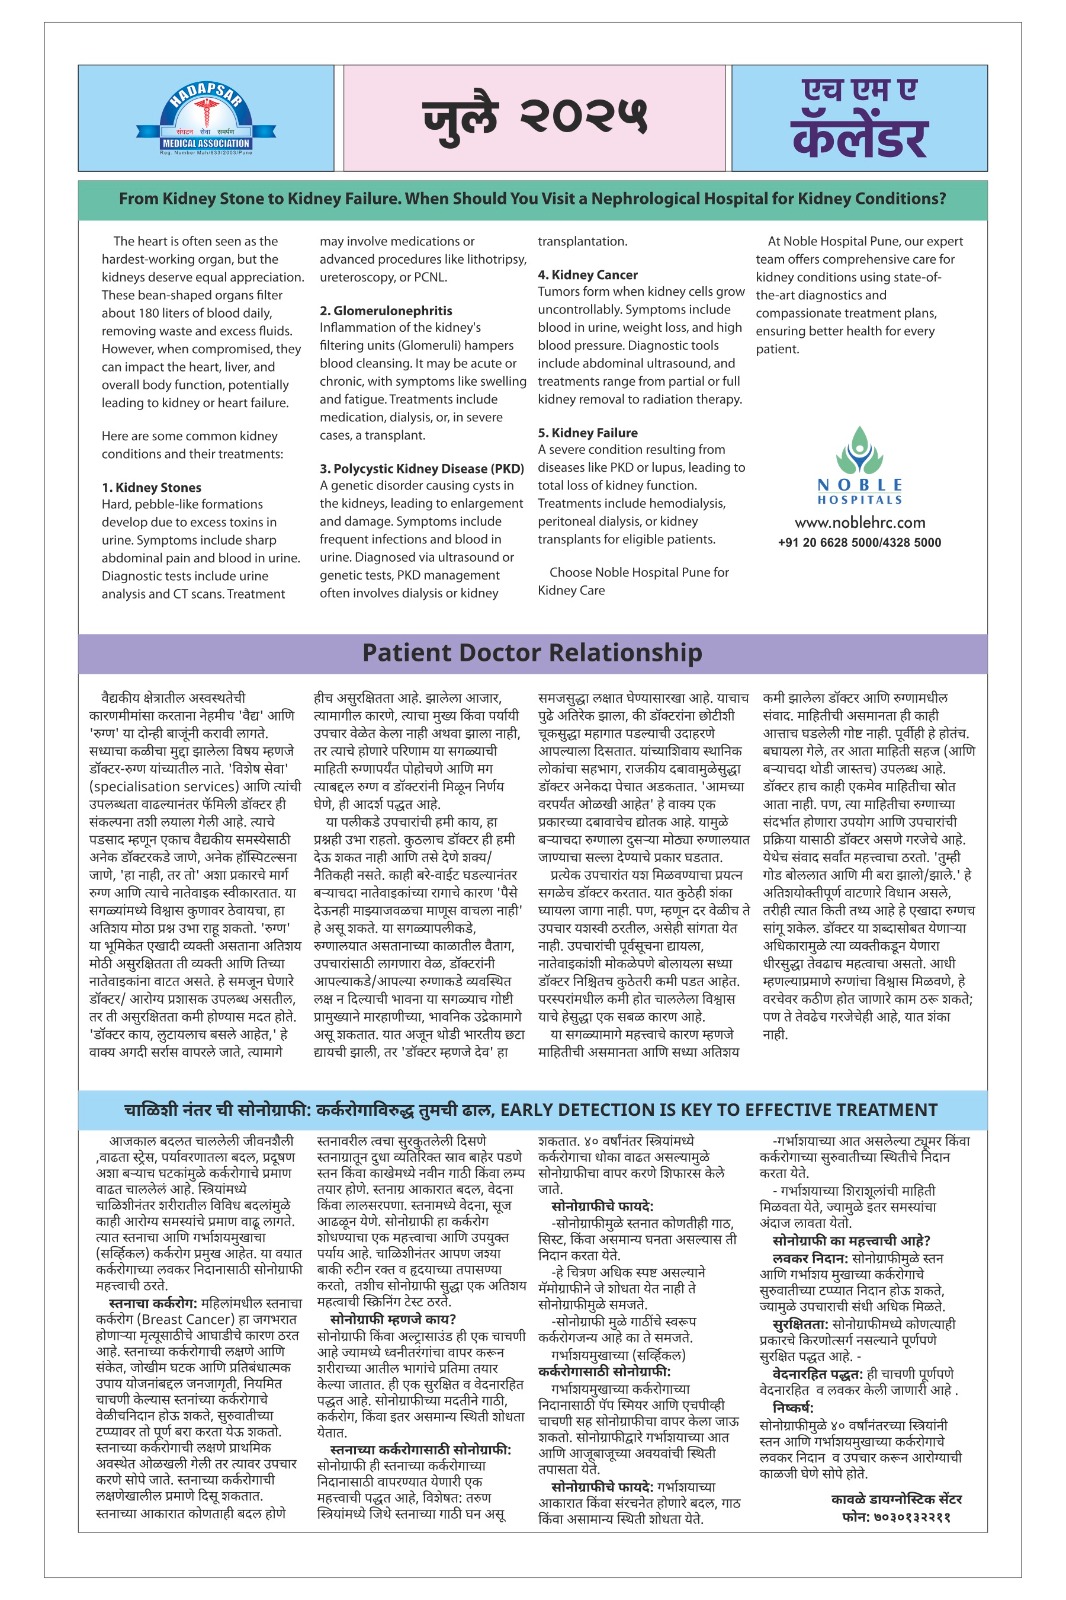 HADAPSAR
संघटन सेवा समर्पण
MEDICAL ASSOCIATION
जुलै २०२५
एच एम ए
कॅलेंडर
From Kidney Stone to Kidney Failure. When Should You Visit a Nephrological Hospital for Kidney Conditions?
The heart is often seen as the
hardest-working organ, but the
kidneys deserve equal appreciation.
These bean-shaped organs filter
about 180 liters of blood daily,
removing waste and excess fluids.
However, when compromised, they
can impact the heart, liver, and
overall body function, potentially
leading to kidney or heart failure.
Here are some common kidney
conditions and their treatments:
1. Kidney Stones
Hard, pebble-like formations
develop due to excess toxins in
urine. Symptoms include sharp
abdominal pain and blood in urine.
Diagnostic tests include urine
analysis and CT scans. Treatment
may involve medications or
advanced procedures like lithotripsy,
ureteroscopy, or PCNL.
2. Glomerulonephritis
Inflammation of the kidney's
filtering units (Glomeruli) hampers
blood cleansing. It may be acute or
chronic, with symptoms like swelling
and fatigue. Treatments include
medication, dialysis, or, in severe
cases, a transplant.
3. Polycystic Kidney Disease (PKD)
A genetic disorder causing cysts in
the kidneys, leading to enlargement
and damage. Symptoms include
frequent infections and blood in
urine. Diagnosed via ultrasound or
genetic tests, PKD management
often involves dialysis or kidney
transplantation.
4. Kidney Cancer
Tumors form when kidney cells grow
uncontrollably. Symptoms include
blood in urine, weight loss, and high
blood pressure. Diagnostic tools
include abdominal ultrasound, and
treatments range from partial or full
kidney removal to radiation therapy.
5. Kidney Failure
A severe condition resulting from
diseases like PKD or lupus, leading to
total loss of kidney function.
Treatments include hemodialysis,
peritoneal dialysis, or kidney
transplants for eligible patients.
Choose Noble Hospital Pune for
Kidney Care
At Noble Hospital Pune, our expert
team offers comprehensive care for
kidney conditions using state-of-
the-art diagnostics and
compassionate treatment plans,
ensuring better health for every
patient.
NOBLE
HOSPITALS
www.noblehrc.com
+91 20 6628 5000/4328 5000
Patient Doctor Relationship
वैद्यकीय क्षेत्रातील अस्वस्थतेची
कारणमीमांसा करताना नेहमीच 'वैद्य' आणि
'रुग्ण' या दोन्ही बाजूंनी करावी लागते.
सध्याचा कळीचा मुद्दा झालेला विषय म्हणजे
डॉक्टर-रुग्ण यांच्यातील नाते. 'विशेष सेवा'
(specialisation services) आणि त्यांची
उपलब्धता वाढल्यानंतर फॅमिली डॉक्टर ही
संकल्पना तशी लयाला गेली आहे. त्याचे
पडसाद म्हणून एकाच वैद्यकीय समस्येसाठी
अनेक डॉक्टरकडे जाणे, अनेक हॉस्पिटल्सना
जाणे, 'हा नाही, तर तो' अशा प्रकारचे मार्ग
रुग्ण आणि त्याचे नातेवाइक स्वीकारतात. या
सगळ्यांमध्ये विश्वास कुणावर ठेवायचा, हा
अतिशय मोठा प्रश्न उभा राहू शकतो. 'रुग्ण'
या भूमिकेत एखादी व्यक्ती असताना अतिशय
मोठी असुरक्षितता ती व्यक्ती आणि तिच्या
नातेवाइकांना वाटत असते. हे समजून घेणारे
डॉक्टर/ आरोग्य प्रशासक उपलब्ध असतील,
तर ती असुरक्षितता कमी होण्यास मदत होते.
'डॉक्टर काय, लुटायलाच बसले आहेत,' हे
वाक्य अगदी सर्रास वापरले जाते, त्यामागे
हीच असुरक्षितता आहे. झालेला आजार,
त्यामागील कारणे, त्याचा मुख्य किंवा पर्यायी
उपचार वेळेत केला नाही अथवा झाला नाही,
तर त्याचे होणारे परिणाम या सगळ्याची
माहिती रुग्णापर्यंत पोहोचणे आणि मग
त्याबद्दल रुग्ण व डॉक्टरांनी मिळून निर्णय
घेणे, ही आदर्श पद्धत आहे.
या पलीकडे उपचारांची हमी काय, हा
प्रश्नही उभा राहतो. कुठलाच डॉक्टर ही हमी
देऊ शकत नाही आणि तसे देणे शक्य/
नैतिकही नसते. काही बरे-वाईट घडल्यानंतर
बऱ्याचदा नातेवाइकांच्या रागाचे कारण 'पैसे
देऊनही माझ्याजवळचा माणूस वाचला नाही'
हे असू शकते. या सगळ्यापलीकडे,
रुग्णालयात असतानाच्या काळातील वैताग,
उपचारांसाठी लागणारा वेळ, डॉक्टरांनी
आपल्याकडे/आपल्या रुग्णाकडे व्यवस्थित
लक्ष न दिल्याची भावना या सगळ्याच गोष्टी
प्रामुख्याने मारहाणीच्या, भावनिक उद्रेकामागे
असू शकतात. यात अजून थोडी भारतीय छटा
द्यायची झाली, तर 'डॉक्टर म्हणजे देव' हा
समजसुद्धा लक्षात घेण्यासारखा आहे. याचाच
पुढे अतिरेक झाला, की डॉक्टरांना छोटीशी
चूकसुद्धा महागात पडल्याची उदाहरणे
आपल्याला दिसतात. यांच्याशिवाय स्थानिक
लोकांचा सहभाग, राजकीय दबावामुळेसुद्धा
डॉक्टर अनेकदा पेचात अडकतात. 'आमच्या
वरपर्यंत ओळखी आहेत' हे वाक्य एक
प्रकारच्या दबावाचेच द्योतक आहे. यामुळे
बऱ्याचदा रुग्णाला दुसऱ्या मोठ्या रुग्णालयात
जाण्याचा सल्ला देण्याचे प्रकार घडतात.
प्रत्येक उपचारांत यश मिळवण्याचा प्रयत्न
सगळेच डॉक्टर करतात. यात कुठेही शंका
घ्यायला जागा नाही. पण, म्हणून दर वेळीच ते
उपचार यशस्वी ठरतील, असेही सांगता येत
नाही. उपचारांची पूर्वसूचना द्यायला,
नातेवाइकांशी मोकळेपणे बोलायला सध्या
डॉक्टर निश्चितच कुठेतरी कमी पडत आहेत.
परस्परांमधील कमी होत चाललेला विश्वास
याचे हेसुद्धा एक सबळ कारण आहे.
या सगळ्यामागे महत्त्वाचे कारण म्हणजे
माहितीची असमानता आणि सध्या अतिशय
कमी झालेला डॉक्टर आणि रुग्णामधील
संवाद. माहितीची असमानता ही काही
आत्ताच घडलेली गोष्ट नाही. पूर्वीही हे होतंच.
बघायला गेले, तर आता माहिती सहज (आणि
बऱ्याचदा थोडी जास्तच) उपलब्ध आहे.
डॉक्टर हाच काही एकमेव माहितीचा स्रोत
आता नाही. पण, त्या माहितीचा रुग्णाच्या
संदर्भात होणारा उपयोग आणि उपचारांची
प्रक्रिया यासाठी डॉक्टर असणे गरजेचे आहे.
येथेच संवाद सर्वांत महत्त्वाचा ठरतो. 'तुम्ही
गोड बोललात आणि मी बरा झालो/झाले.' हे
अतिशयोक्तीपूर्ण वाटणारे विधान असले,
तरीही त्यात किती तथ्य आहे हे एखादा रुग्णच
सांगू शकेल. डॉक्टर या शब्दासोबत येणाऱ्या
अधिकारामुळे त्या व्यक्तीकडून येणारा
धीरसुद्धा तेवढाच महत्वाचा असतो. आधी
म्हणल्याप्रमाणे रुग्णांचा विश्वास मिळवणे, हे
वरचेवर कठीण होत जाणारे काम ठरू शकते;
पण ते तेवढेच गरजेचेही आहे, यात शंका
नाही.
चाळिशी नंतर ची सोनोग्राफी: कर्करोगाविरुद्ध तुमची ढाल, EARLY DETECTION IS KEY TO EFFECTIVE TREATMENT
आजकाल बदलत चाललेली जीवनशैली
,वाढता स्ट्रेस, पर्यावरणातला बदल, प्रदूषण
अशा बऱ्याच घटकांमुळे कर्करोगाचे प्रमाण
वाढत चाललेलं आहे. स्त्रियांमध्ये
चाळिशीनंतर शरीरातील विविध बदलांमुळे
काही आरोग्य समस्यांचे प्रमाण वाढू लागते.
त्यात स्तनाचा आणि गर्भाशयमुखाचा
(सर्व्हिकल) कर्करोग प्रमुख आहेत. या वयात
कर्करोगाच्या लवकर निदानासाठी सोनोग्राफी
महत्त्वाची ठरते.
स्तनाचा कर्करोग: महिलांमधील स्तनाचा
कर्करोग (Breast Cancer) हा जगभरात
होणाऱ्या मृत्यूसाठीचे आघाडीचे कारण ठरत
आहे. स्तनाच्या कर्करोगाची लक्षणे आणि
संकेत, जोखीम घटक आणि प्रतिबंधात्मक
उपाय योजनांबद्दल जनजागृती, नियमित
चाचणी केल्यास स्तनांच्या कर्करोगाचे
वेळीचनिदान होऊ शकते, सुरुवातीच्या
टप्प्यावर तो पूर्ण बरा करता येऊ शकतो.
स्तनाच्या कर्करोगाची लक्षणे प्राथमिक
अवस्थेत ओळखली गेली तर त्यावर उपचार
करणे सोपे जाते. स्तनाच्या कर्करोगाची
लक्षणेखालील प्रमाणे दिसू शकतात.
स्तनाच्या आकारात कोणताही बदल होणे
स्तनावरील त्वचा सुरकुतलेली दिसणे
स्तनाग्रातून दुधा व्यतिरिक्त स्राव बाहेर पडणे
स्तन किंवा काखेमध्ये नवीन गाठी किंवा लम्प
तयार होणे. स्तनाग्र आकारात बदल, वेदना
किंवा लालसरपणा. स्तनामध्ये वेदना, सूज
आढळून येणे. सोनोग्राफी हा कर्करोग
शोधण्याचा एक महत्त्वाचा आणि उपयुक्त
पर्याय आहे. चाळिशीनंतर आपण जश्या
बाकी रुटीन रक्त व हृदयाच्या तपासण्या
करतो, तशीच सोनोग्राफी सुद्धा एक अतिशय
महत्वाची स्क्रिनिंग टेस्ट ठरते.
सोनोग्राफी म्हणजे काय?
सोनोग्राफी किंवा अल्ट्रासाउंड ही एक चाचणी
आहे ज्यामध्ये ध्वनीतरंगांचा वापर करून
शरीराच्या आतील भागांचे प्रतिमा तयार
केल्या जातात. ही एक सुरक्षित व वेदनारहित
पद्धत आहे. सोनोग्राफीच्या मदतीने गाठी,
कर्करोग, किंवा इतर असमान्य स्थिती शोधता
येतात.
स्तनाच्या कर्करोगासाठी सोनोग्राफी:
सोनोग्राफी ही स्तनाच्या कर्करोगाच्या
निदानासाठी वापरण्यात येणारी एक
महत्त्वाची पद्धत आहे, विशेषत: तरुण
स्त्रियांमध्ये जिथे स्तनाच्या गाठी घन असू
शकतात. ४० वर्षांनंतर स्त्रियांमध्ये
कर्करोगाचा धोका वाढत असल्यामुळे
सोनोग्राफीचा वापर करणे शिफारस केले
जाते.
सोनोग्राफीचे फायदे:
-सोनोग्राफीमुळे स्तनात कोणतीही गाठ,
सिस्ट, किंवा असमान्य घनता असल्यास ती
निदान करता येते.
-हे चित्रण अधिक स्पष्ट असल्याने
मॅमोग्राफीने जे शोधता येत नाही ते
सोनोग्राफीमुळे समजते.
-सोनोग्राफी मुळे गाठींचे स्वरूप
कर्करोगजन्य आहे का ते समजते.
गर्भाशयमुखाच्या (सर्व्हिकल)
कर्करोगासाठी सोनोग्राफी:
गर्भाशयमुखाच्या कर्करोगाच्या
निदानासाठी पॅप स्मियर आणि एचपीव्ही
चाचणी सह सोनोग्राफीचा वापर केला जाऊ
शकतो. सोनोग्राफीद्वारे गर्भाशयाच्या आत
आणि आजूबाजूच्या अवयवांची स्थिती
तपासता येते.
सोनोग्राफीचे फायदे: गर्भाशयाच्या
आकारात किंवा संरचनेत होणारे बदल, गाठ
किंवा असामान्य स्थिती शोधता येते.
-गर्भाशयाच्या आत असलेल्या ट्यूमर किंवा
कर्करोगाच्या सुरुवातीच्या स्थितीचे निदान
करता येते.
- गर्भाशयाच्या शिराशूलांची माहिती
मिळवता येते, ज्यामुळे इतर समस्यांचा
अंदाज लावता येतो.
सोनोग्राफी का महत्त्वाची आहे?
लवकर निदान: सोनोग्राफीमुळे स्तन
आणि गर्भाशय मुखाच्या कर्करोगाचे
सुरुवातीच्या टप्प्यात निदान होऊ शकते,
ज्यामुळे उपचाराची संधी अधिक मिळते.
सुरक्षितता: सोनोग्राफीमध्ये कोणत्याही
प्रकारचे किरणोत्सर्ग नसल्याने पूर्णपणे
सुरक्षित पद्धत आहे. -
वेदनारहित पद्धत: ही चाचणी पूर्णपणे
वेदनारहित व लवकर केली जाणारी आहे .
निष्कर्ष:
सोनोग्राफीमुळे ४० वर्षांनंतरच्या स्त्रियांनी
स्तन आणि गर्भाशयमुखाच्या कर्करोगाचे
लवकर निदान व उपचार करून आरोग्याची
काळजी घेणे सोपे होते.
कावळे डायग्नोस्टिक सेंटर
फोन: ७०३०१३२२११